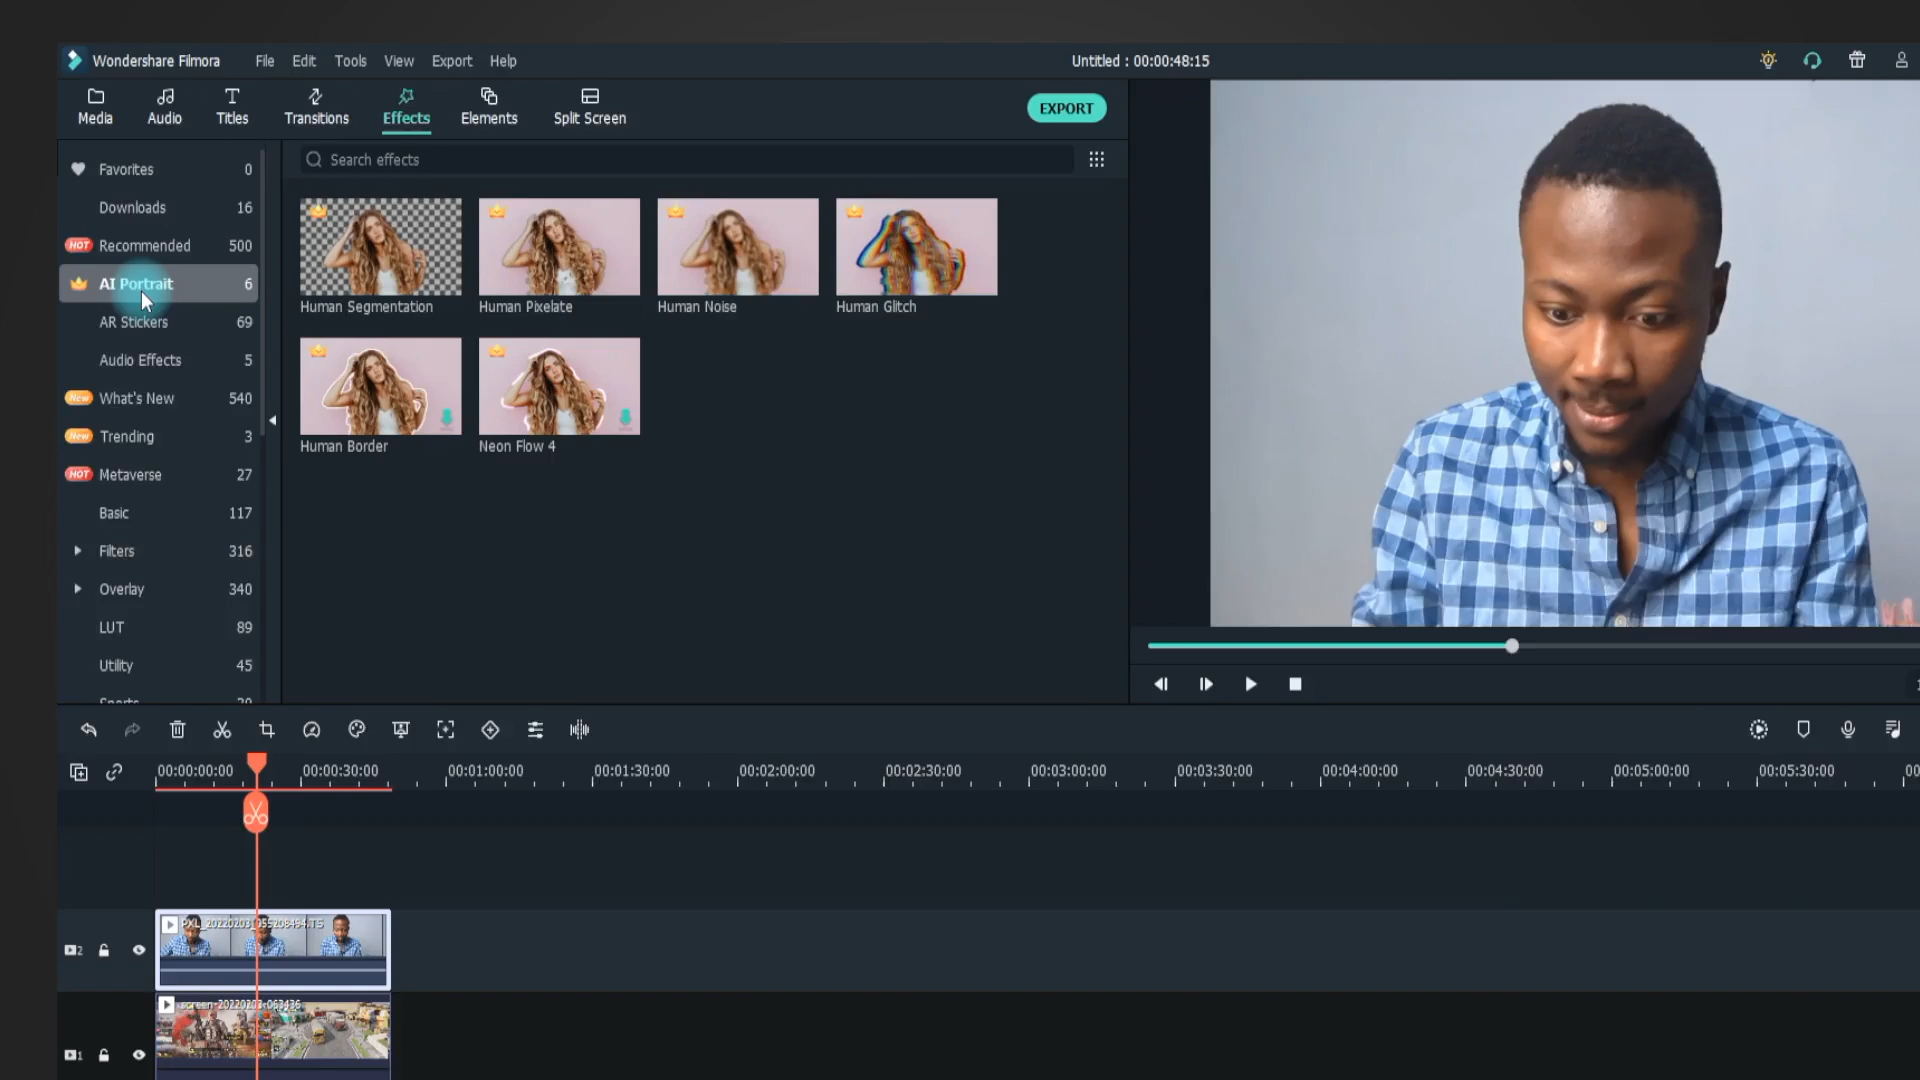 Wondershare Filmora File Edit Tools View Export Help Untitled : 00:00:48:15
Media Audio Titles Transitions Effects Elements Split Screen EXPORT
Search effects
Favorites 0
Downloads 16
HOT Recommended 500
AI Portrait 6
AR Stickers 69
Audio Effects 5
New What's New 540
New Trending 3
HOT Metaverse 27
Basic 117
Filters 316
Overlay 340
LUT 89
Utility 45
Human Segmentation Human Pixelate Human Noise Human Glitch
Human Border Neon Flow 4
00:00:00:00 00:00:30:00 00:01:00:00 00:01:30:00 00:02:00:00 00:02:30:00 00:03:00:00 00:03:30:00 00:04:00:00 00:04:30:00 00:05:00:00 00:05:30:00 00
2
1